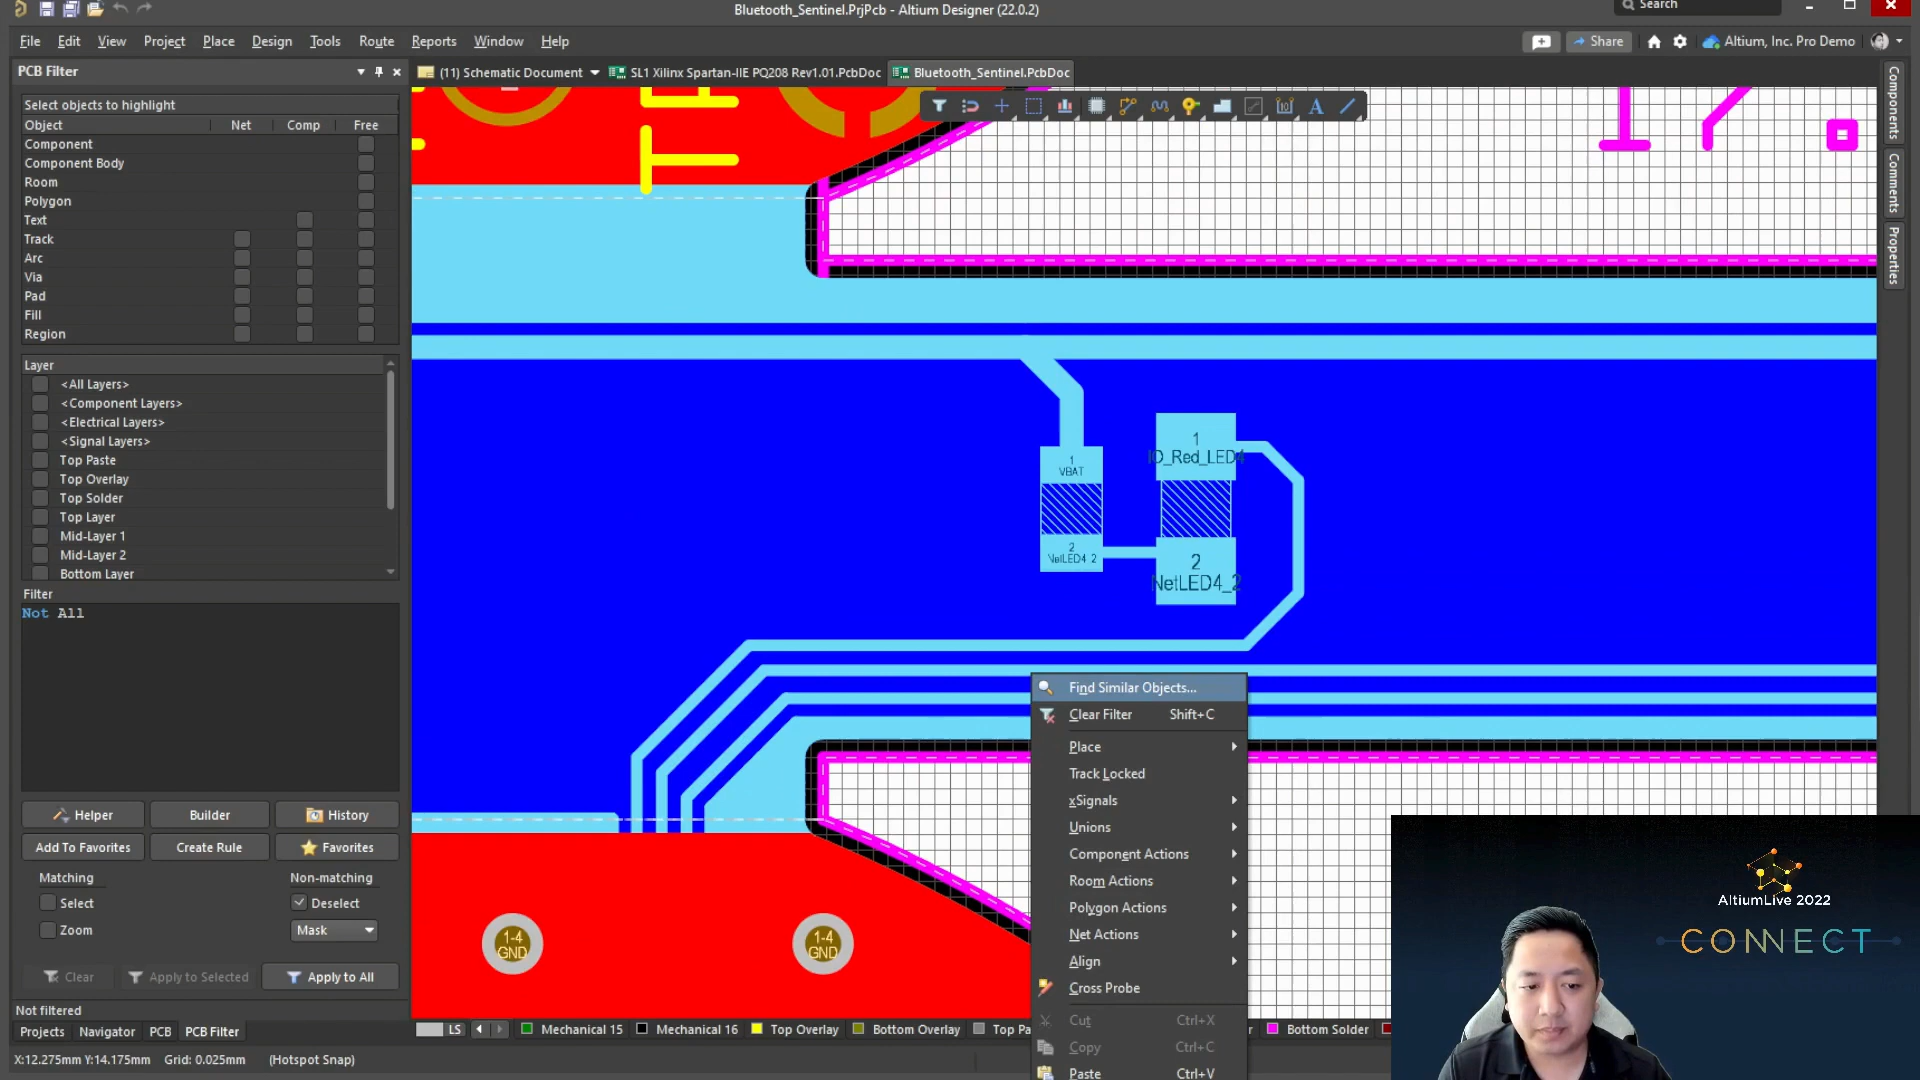 Bluetooth_Sentinel.PrjPcb - Altium Designer (22.0.2)
Search
File Edit View Project Place Design Tools Route Reports Window Help
Share
Altium, Inc. Pro Demo
PCB Filter
(11) Schematic Document
SL1 Xilinx Spartan-IIE PQ208 Rev1.01.PcbDoc
Bluetooth_Sentinel.PcbDoc
Select objects to highlight
Object Net Comp Free
Component
Component Body
Room
Polygon
Text
Track
Arc
Via
Pad
Fill
Region
Layer
<All Layers>
<Component Layers>
<Electrical Layers>
<Signal Layers>
Top Paste
Top Overlay
Top Solder
Top Layer
Mid-Layer 1
Mid-Layer 2
Bottom Layer
Filter
Not All
Helper Builder History
Add To Favorites Create Rule Favorites
Matching Non-matching
Select Deselect
Zoom Mask
Clear Apply to Selected Apply to All
Not filtered
Projects Navigator PCB PCB Filter
X:12.275mm Y:14.175mm Grid: 0.025mm (Hotspot Snap)
Components
Comments
Properties
1
VBAT
2
NetLED4_2
1
IO_Red_LED4
2
NetLED4_2
1-4
GND
1-4
GND
Find Similar Objects...
Clear Filter Shift+C
Place
Track Locked
xSignals
Unions
Component Actions
Room Actions
Polygon Actions
Net Actions
Align
Cross Probe
Cut Ctrl+X
Copy Ctrl+C
Paste Ctrl+V
LS Mechanical 15 Mechanical 16 Top Overlay Bottom Overlay Top Pa
r Bottom Solder
AltiumLive 2022
CONNECT